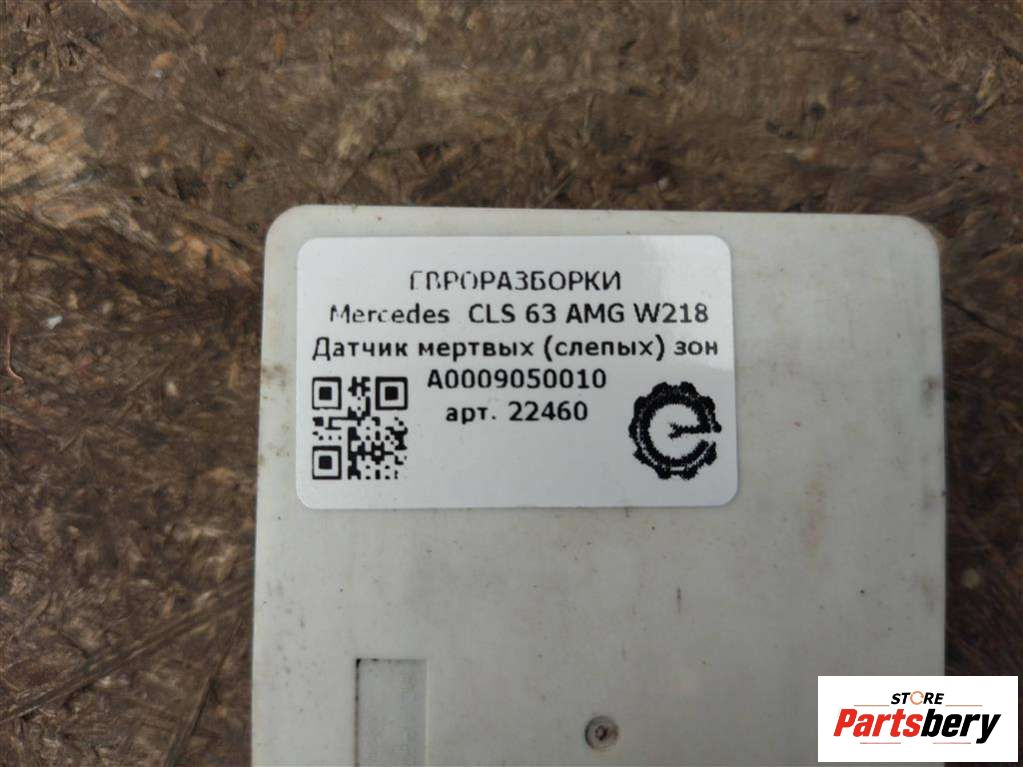 ЕВРОРАЗБОРКИ
Mercedes CLS 63 AMG W218
Датчик мертвых (слепых) зон
A0009050010
арт. 22460
STORE
Partsbery